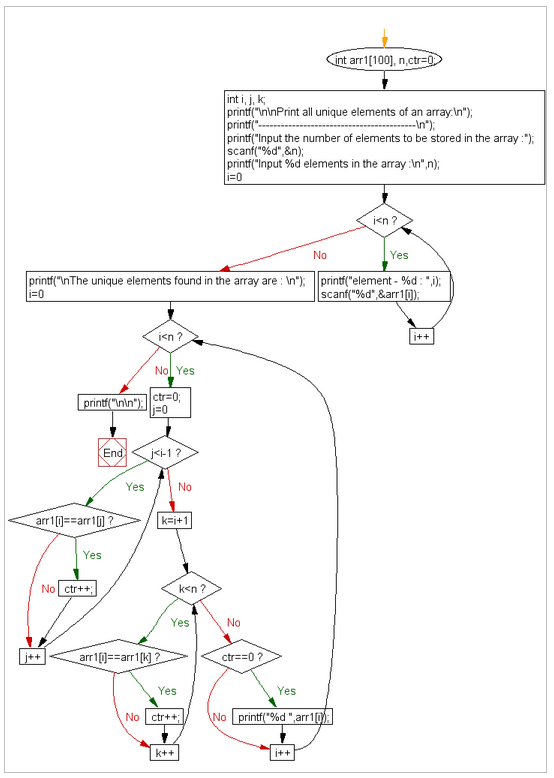 int arr1[100], n,ctr=0;
int i, j, k;
printf("\n\nPrint all unique elements of an array:\n");
printf("------------------------------------------\n");
printf("Input the number of elements to be stored in the array :");
scanf("%d",&n);
printf("Input %d elements in the array :\n",n);
i=0
i<n ?
No
Yes
printf("\nThe unique elements found in the array are : \n");
i=0
printf("element - %d : ",i);
scanf("%d",&arr1[i]);
i++
i<n ?
No
Yes
printf("\n\n");
ctr=0;
j=0
End
j<i-1 ?
Yes
No
arr1[i]==arr1[j] ?
k=i+1
Yes
No
ctr++;
k<n ?
j++
Yes
No
arr1[i]==arr1[k] ?
ctr==0 ?
Yes
Yes
No
ctr++;
No
printf("%d ",arr1[i]);
k++
i++